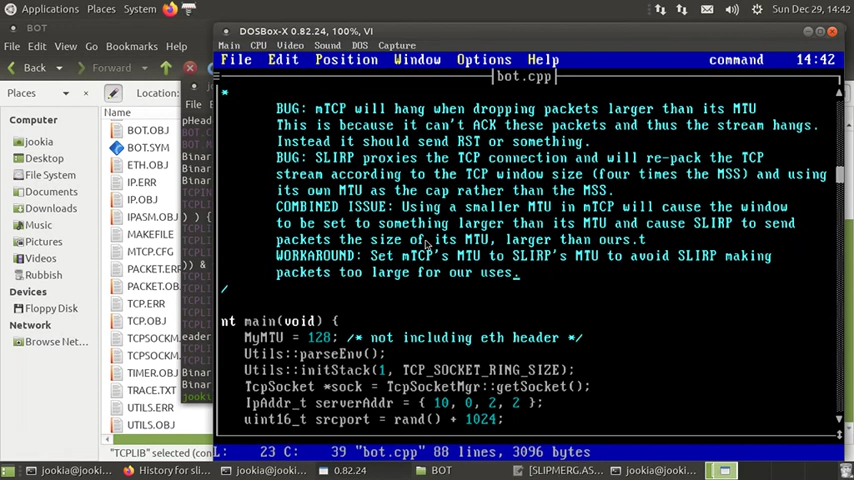 Applications Places System
Sun Dec 29, 14:42
BOT
File Edit View Go Bookmarks H
Back Forward
Places Location:
Computer
jookia
Desktop
File System
Documents
Downloads
Music
Pictures
Videos
Rubbish
Devices
Floppy Disk
Network
Browse Net...
Name
BOT.OBJ
BOT.SYM
ETH.OBJ
IP.ERR
IP.OBJ
IPASM.OBJ
MAKEFILE
MTCP.CFG
PACKET.ERR
PACKET.OBJ
TCP.ERR
TCP.OBJ
TCPSOCKM.
TCPSOCKM.
TIMER.OBJ
TRACE.TXT
UTILS.ERR
UTILS.OBJ
"TCPLIB" selected (cont
File
pHead
Binar
Binar
TCPIN
) ) {
)) &
eader
Binar
jooki
DOSBox-X 0.82.24, 100%, VI
Main CPU Video Sound DOS Capture
File Edit Position Window Options Help command 14:42
bot.cpp
*
BUG: mTCP will hang when dropping packets larger than its MTU
This is because it can't ACK these packets and thus the stream hangs.
Instead it should send RST or something.
BUG: SLIRP proxies the TCP connection and will re-pack the TCP
stream according to the TCP window size (four times the MSS) and using
its own MTU as the cap rather than the MSS.
COMBINED ISSUE: Using a smaller MTU in mTCP will cause the window
to be set to something larger than its MTU and cause SLIRP to send
packets the size of its MTU, larger than ours.t
WORKAROUND: Set mTCP's MTU to SLIRP's MTU to avoid SLIRP making
packets too large for our uses.
/
nt main(void) {
MyMTU = 128; /* not including eth header */
Utils::parseEnv();
Utils::initStack(1, TCP_SOCKET_RING_SIZE);
TcpSocket *sock = TcpSocketMgr::getSocket();
IpAddr_t serverAddr = { 10, 0, 2, 2 };
uint16_t srcport = rand() + 1024;
L: 23 C: 39 "bot.cpp" 88 lines, 3096 bytes
jookia@jooki... History for sli... jookia@jooki... 0.82.24 BOT [SLIPMERG.AS... jookia@jooki...